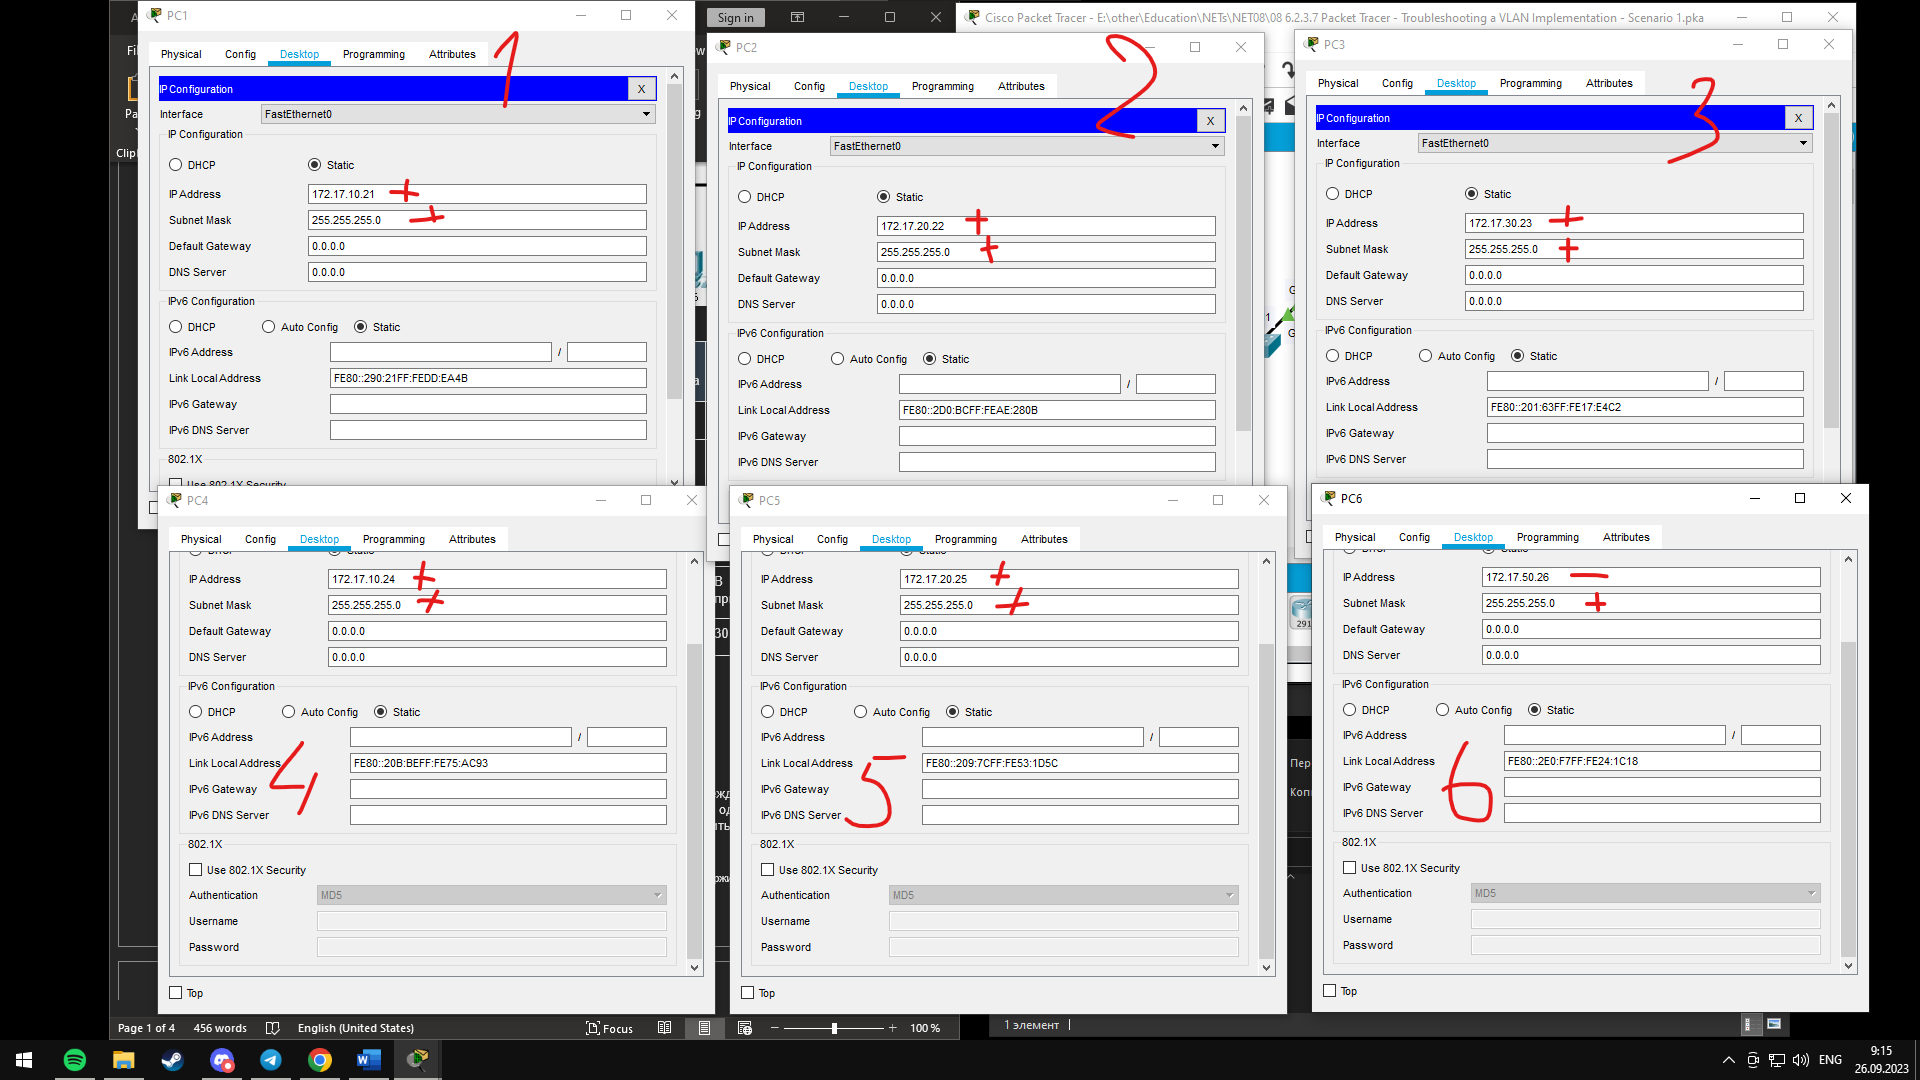 PC1
Sign in
Cisco Packet Tracer - E:\other\Education\NETs\NET08\08 6.2.3.7 Packet Tracer - Troubleshooting a VLAN Implementation - Scenario 1.pka
Physical Config Desktop Programming Attributes
1
IP Configuration X
Interface FastEthernet0
IP Configuration
DHCP Static
IP Address 172.17.10.21 +
Subnet Mask 255.255.255.0 +
Default Gateway 0.0.0.0
DNS Server 0.0.0.0
IPv6 Configuration
DHCP Auto Config Static
IPv6 Address /
Link Local Address FE80::290:21FF:FEDD:EA4B
IPv6 Gateway
IPv6 DNS Server
802.1X
Use 802.1X Security
PC2
Physical Config Desktop Programming Attributes
2
IP Configuration X
Interface FastEthernet0
IP Configuration
DHCP Static
IP Address 172.17.20.22 +
Subnet Mask 255.255.255.0 +
Default Gateway 0.0.0.0
DNS Server 0.0.0.0
IPv6 Configuration
DHCP Auto Config Static
IPv6 Address /
Link Local Address FE80::2D0:BCFF:FEAE:280B
IPv6 Gateway
IPv6 DNS Server
PC3
Physical Config Desktop Programming Attributes
3
IP Configuration X
Interface FastEthernet0
IP Configuration
DHCP Static
IP Address 172.17.30.23 +
Subnet Mask 255.255.255.0 +
Default Gateway 0.0.0.0
DNS Server 0.0.0.0
IPv6 Configuration
DHCP Auto Config Static
IPv6 Address /
Link Local Address FE80::201:63FF:FE17:E4C2
IPv6 Gateway
IPv6 DNS Server
PC4
Physical Config Desktop Programming Attributes
DHCP Static
IP Address 172.17.10.24 +
Subnet Mask 255.255.255.0 +
Default Gateway 0.0.0.0
DNS Server 0.0.0.0
IPv6 Configuration
DHCP Auto Config Static
IPv6 Address /
Link Local Address FE80::20B:BEFF:FE75:AC93
4
IPv6 Gateway
IPv6 DNS Server
802.1X
Use 802.1X Security
Authentication MD5
Username
Password
Top
PC5
Physical Config Desktop Programming Attributes
DHCP Static
IP Address 172.17.20.25 +
Subnet Mask 255.255.255.0 +
Default Gateway 0.0.0.0
DNS Server 0.0.0.0
IPv6 Configuration
DHCP Auto Config Static
IPv6 Address /
Link Local Address FE80::209:7CFF:FE53:1D5C
5
IPv6 Gateway
IPv6 DNS Server
802.1X
Use 802.1X Security
Authentication MD5
Username
Password
Top
PC6
Physical Config Desktop Programming Attributes
DHCP Static
IP Address 172.17.50.26 —
Subnet Mask 255.255.255.0 +
Default Gateway 0.0.0.0
DNS Server 0.0.0.0
IPv6 Configuration
DHCP Auto Config Static
IPv6 Address /
Link Local Address FE80::2E0:F7FF:FE24:1C18
6
IPv6 Gateway
IPv6 DNS Server
802.1X
Use 802.1X Security
Authentication MD5
Username
Password
Top
Page 1 of 4 456 words English (United States) Focus 100 %
1 элемент
ENG 9:15
26.09.2023